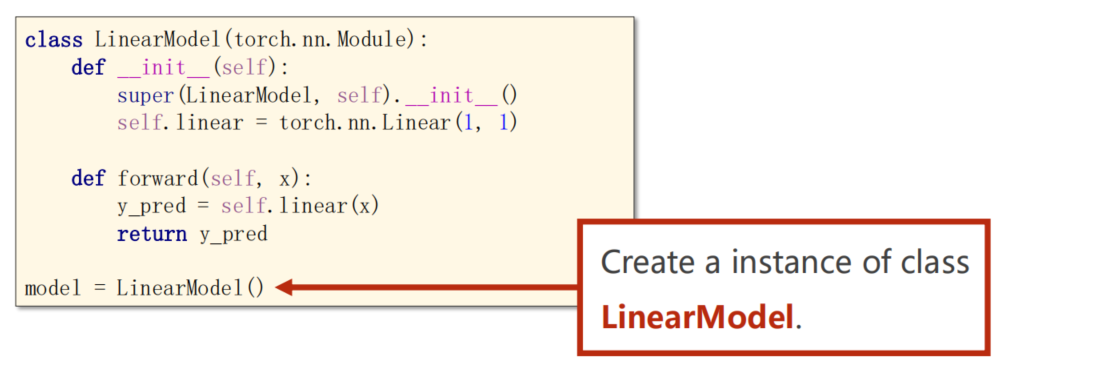 class LinearModel(torch.nn.Module):
    def __init__(self):
        super(LinearModel, self).__init__()
        self.linear = torch.nn.Linear(1, 1)

    def forward(self, x):
        y_pred = self.linear(x)
        return y_pred

model = LinearModel()
Create a instance of class
LinearModel.